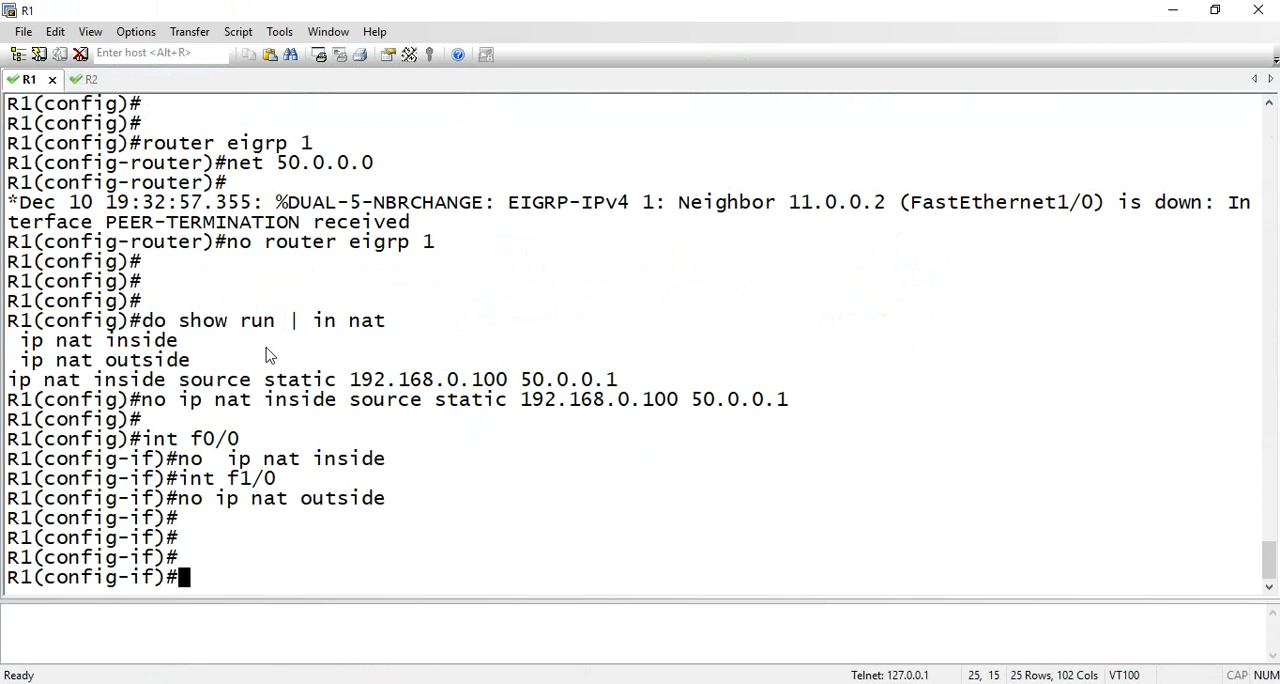 R1
File Edit View Options Transfer Script Tools Window Help
Enter host <Alt+R>
R1 R2
R1(config)#
R1(config)#
R1(config)#router eigrp 1
R1(config-router)#net 50.0.0.0
R1(config-router)#
*Dec 10 19:32:57.355: %DUAL-5-NBRCHANGE: EIGRP-IPv4 1: Neighbor 11.0.0.2 (FastEthernet1/0) is down: In
terface PEER-TERMINATION received
R1(config-router)#no router eigrp 1
R1(config)#
R1(config)#
R1(config)#
R1(config)#do show run | in nat
 ip nat inside
 ip nat outside
ip nat inside source static 192.168.0.100 50.0.0.1
R1(config)#no ip nat inside source static 192.168.0.100 50.0.0.1
R1(config)#
R1(config)#int f0/0
R1(config-if)#no  ip nat inside
R1(config-if)#int f1/0
R1(config-if)#no ip nat outside
R1(config-if)#
R1(config-if)#
R1(config-if)#
R1(config-if)#
Ready Telnet: 127.0.0.1 25, 15 25 Rows, 102 Cols VT100 CAP NUM